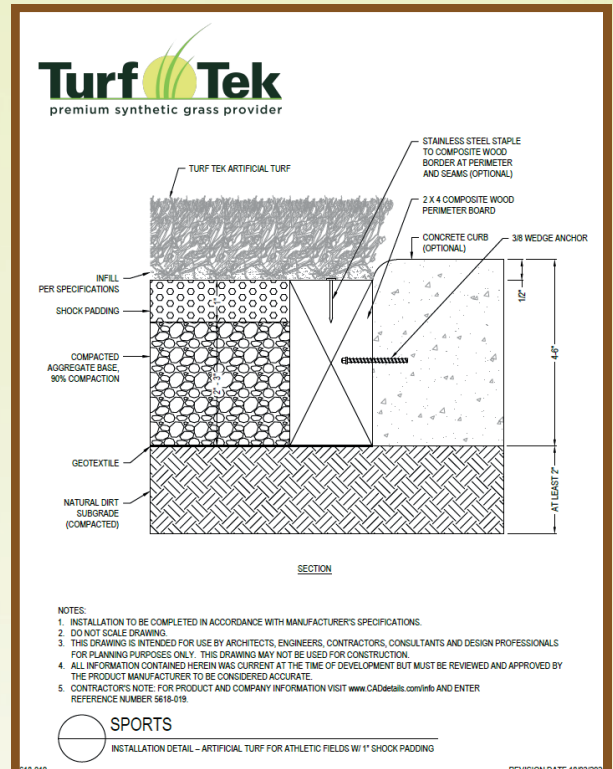 Turf Tek
premium synthetic grass provider
STAINLESS STEEL STAPLE
TO COMPOSITE WOOD
BORDER AT PERIMETER
AND SEAMS (OPTIONAL)
TURF TEK ARTIFICIAL TURF
2 X 4 COMPOSITE WOOD
PERIMETER BOARD
CONCRETE CURB
(OPTIONAL)
3/8 WEDGE ANCHOR
INFILL
PER SPECIFICATIONS
SHOCK PADDING
1"
1/2"
COMPACTED
AGGREGATE BASE,
90% COMPACTION
2" - 3"
4-6"
GEOTEXTILE
NATURAL DIRT
SUBGRADE
(COMPACTED)
AT LEAST 2"
SECTION
NOTES:
1. INSTALLATION TO BE COMPLETED IN ACCORDANCE WITH MANUFACTURER'S SPECIFICATIONS.
2. DO NOT SCALE DRAWING.
3. THIS DRAWING IS INTENDED FOR USE BY ARCHITECTS, ENGINEERS, CONTRACTORS, CONSULTANTS AND DESIGN PROFESSIONALS
FOR PLANNING PURPOSES ONLY. THIS DRAWING MAY NOT BE USED FOR CONSTRUCTION.
4. ALL INFORMATION CONTAINED HEREIN WAS CURRENT AT THE TIME OF DEVELOPMENT BUT MUST BE REVIEWED AND APPROVED BY
THE PRODUCT MANUFACTURER TO BE CONSIDERED ACCURATE.
5. CONTRACTOR'S NOTE: FOR PRODUCT AND COMPANY INFORMATION VISIT www.CADdetails.com/info AND ENTER
REFERENCE NUMBER 5618-019.
SPORTS
INSTALLATION DETAIL – ARTIFICIAL TURF FOR ATHLETIC FIELDS W/ 1" SHOCK PADDING
REVISION DATE